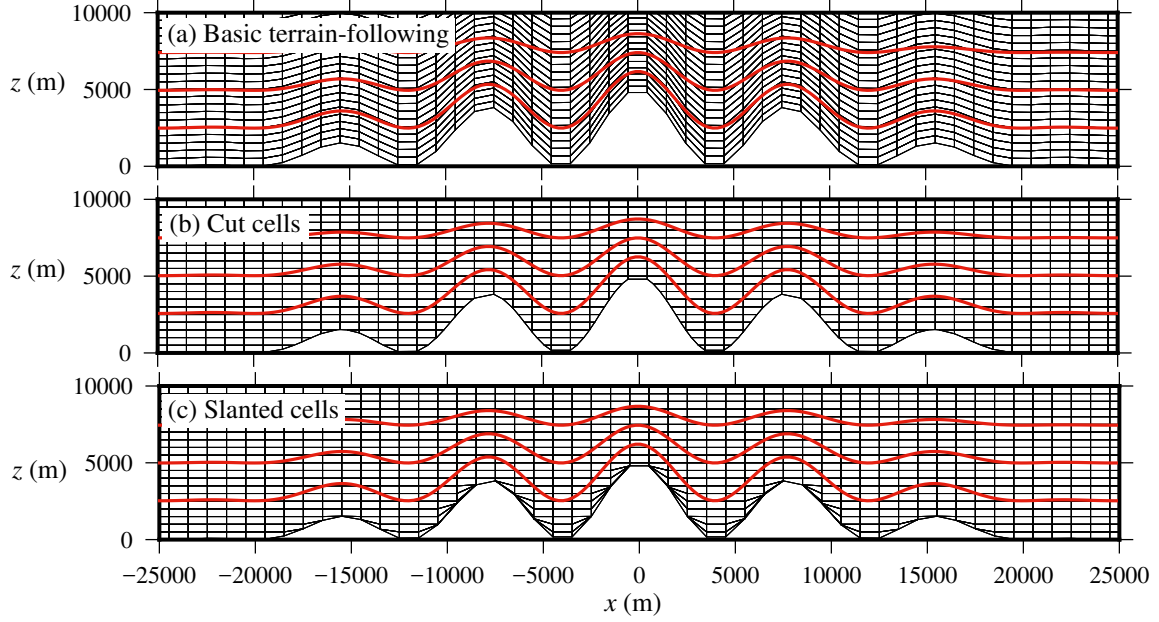 10000
(a) Basic terrain-following
z (m)
5000
0
10000
(b) Cut cells
z (m)
5000
0
10000
(c) Slanted cells
z (m)
5000
0
−25000 −20000 −15000 −10000 −5000 0 5000 10000 15000 20000 25000
x (m)